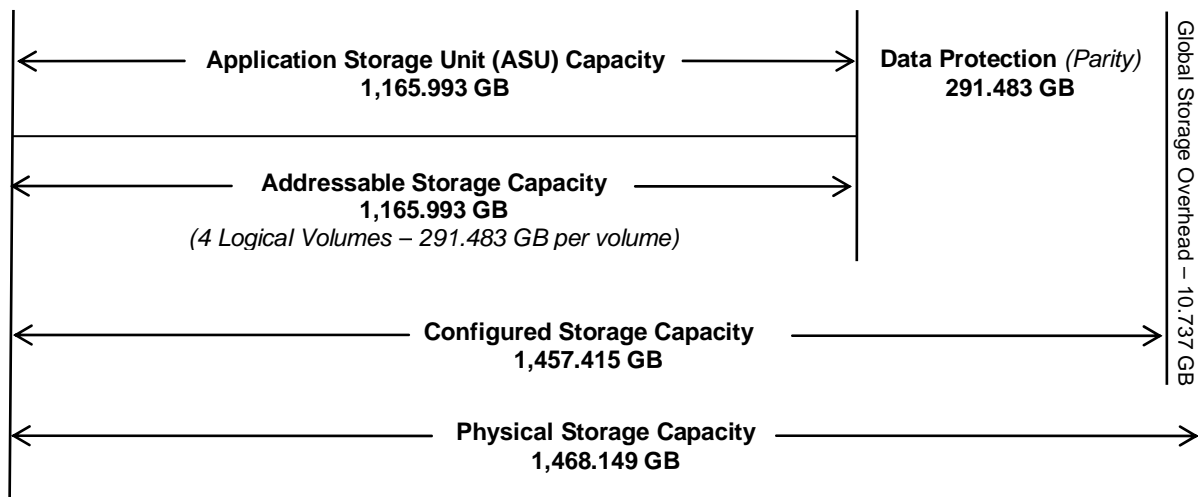 Application Storage Unit (ASU) Capacity
1,165.993 GB
Data Protection (Parity)
291.483 GB
Addressable Storage Capacity
1,165.993 GB
(4 Logical Volumes – 291.483 GB per volume)
Configured Storage Capacity
1,457.415 GB
Physical Storage Capacity
1,468.149 GB
Global Storage Overhead – 10.737 GB